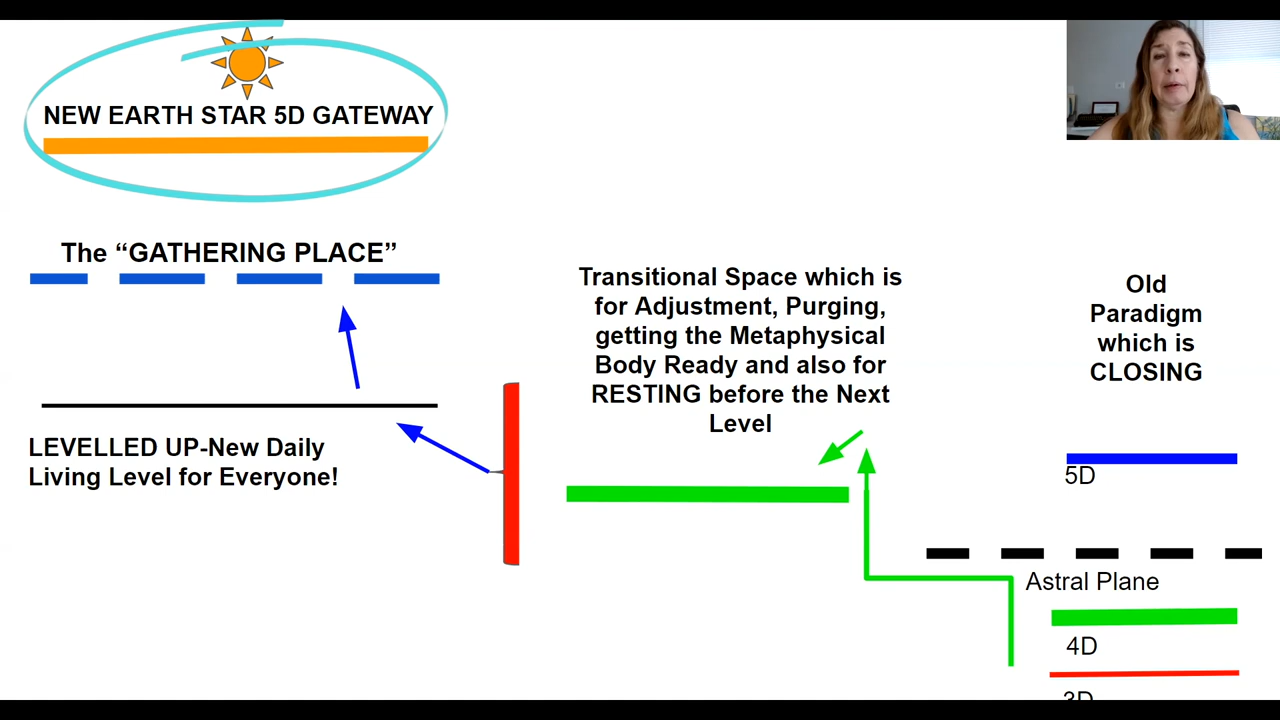 NEW EARTH STAR 5D GATEWAY
The “GATHERING PLACE”
LEVELLED UP-New Daily
Living Level for Everyone!
Transitional Space which is
for Adjustment, Purging,
getting the Metaphysical
Body Ready and also for
RESTING before the Next
Level
Old
Paradigm
which is
CLOSING
5D
Astral Plane
4D
3D